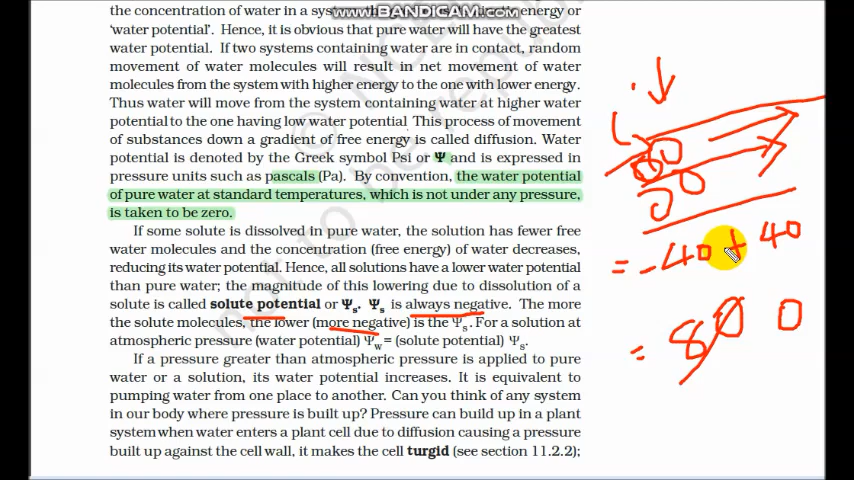 the concentration of water in a system energy or
www.BANDICAM.com
'water potential'. Hence, it is obvious that pure water will have the greatest
water potential. If two systems containing water are in contact, random
movement of water molecules will result in net movement of water
molecules from the system with higher energy to the one with lower energy.
Thus water will move from the system containing water at higher water
potential to the one having low water potential This process of movement
of substances down a gradient of free energy is called diffusion. Water
potential is denoted by the Greek symbol Psi or Ψ and is expressed in
pressure units such as pascals (Pa). By convention, the water potential
of pure water at standard temperatures, which is not under any pressure,
is taken to be zero.
If some solute is dissolved in pure water, the solution has fewer free
water molecules and the concentration (free energy) of water decreases,
reducing its water potential. Hence, all solutions have a lower water potential
than pure water; the magnitude of this lowering due to dissolution of a
solute is called solute potential or Ψs. Ψs is always negative. The more
the solute molecules, the lower (more negative) is the Ψs. For a solution at
atmospheric pressure (water potential) Ψw = (solute potential) Ψs.
If a pressure greater than atmospheric pressure is applied to pure
water or a solution, its water potential increases. It is equivalent to
pumping water from one place to another. Can you think of any system
in our body where pressure is built up? Pressure can build up in a plant
system when water enters a plant cell due to diffusion causing a pressure
built up against the cell wall, it makes the cell turgid (see section 11.2.2);
= -40 + 40
= 80 0